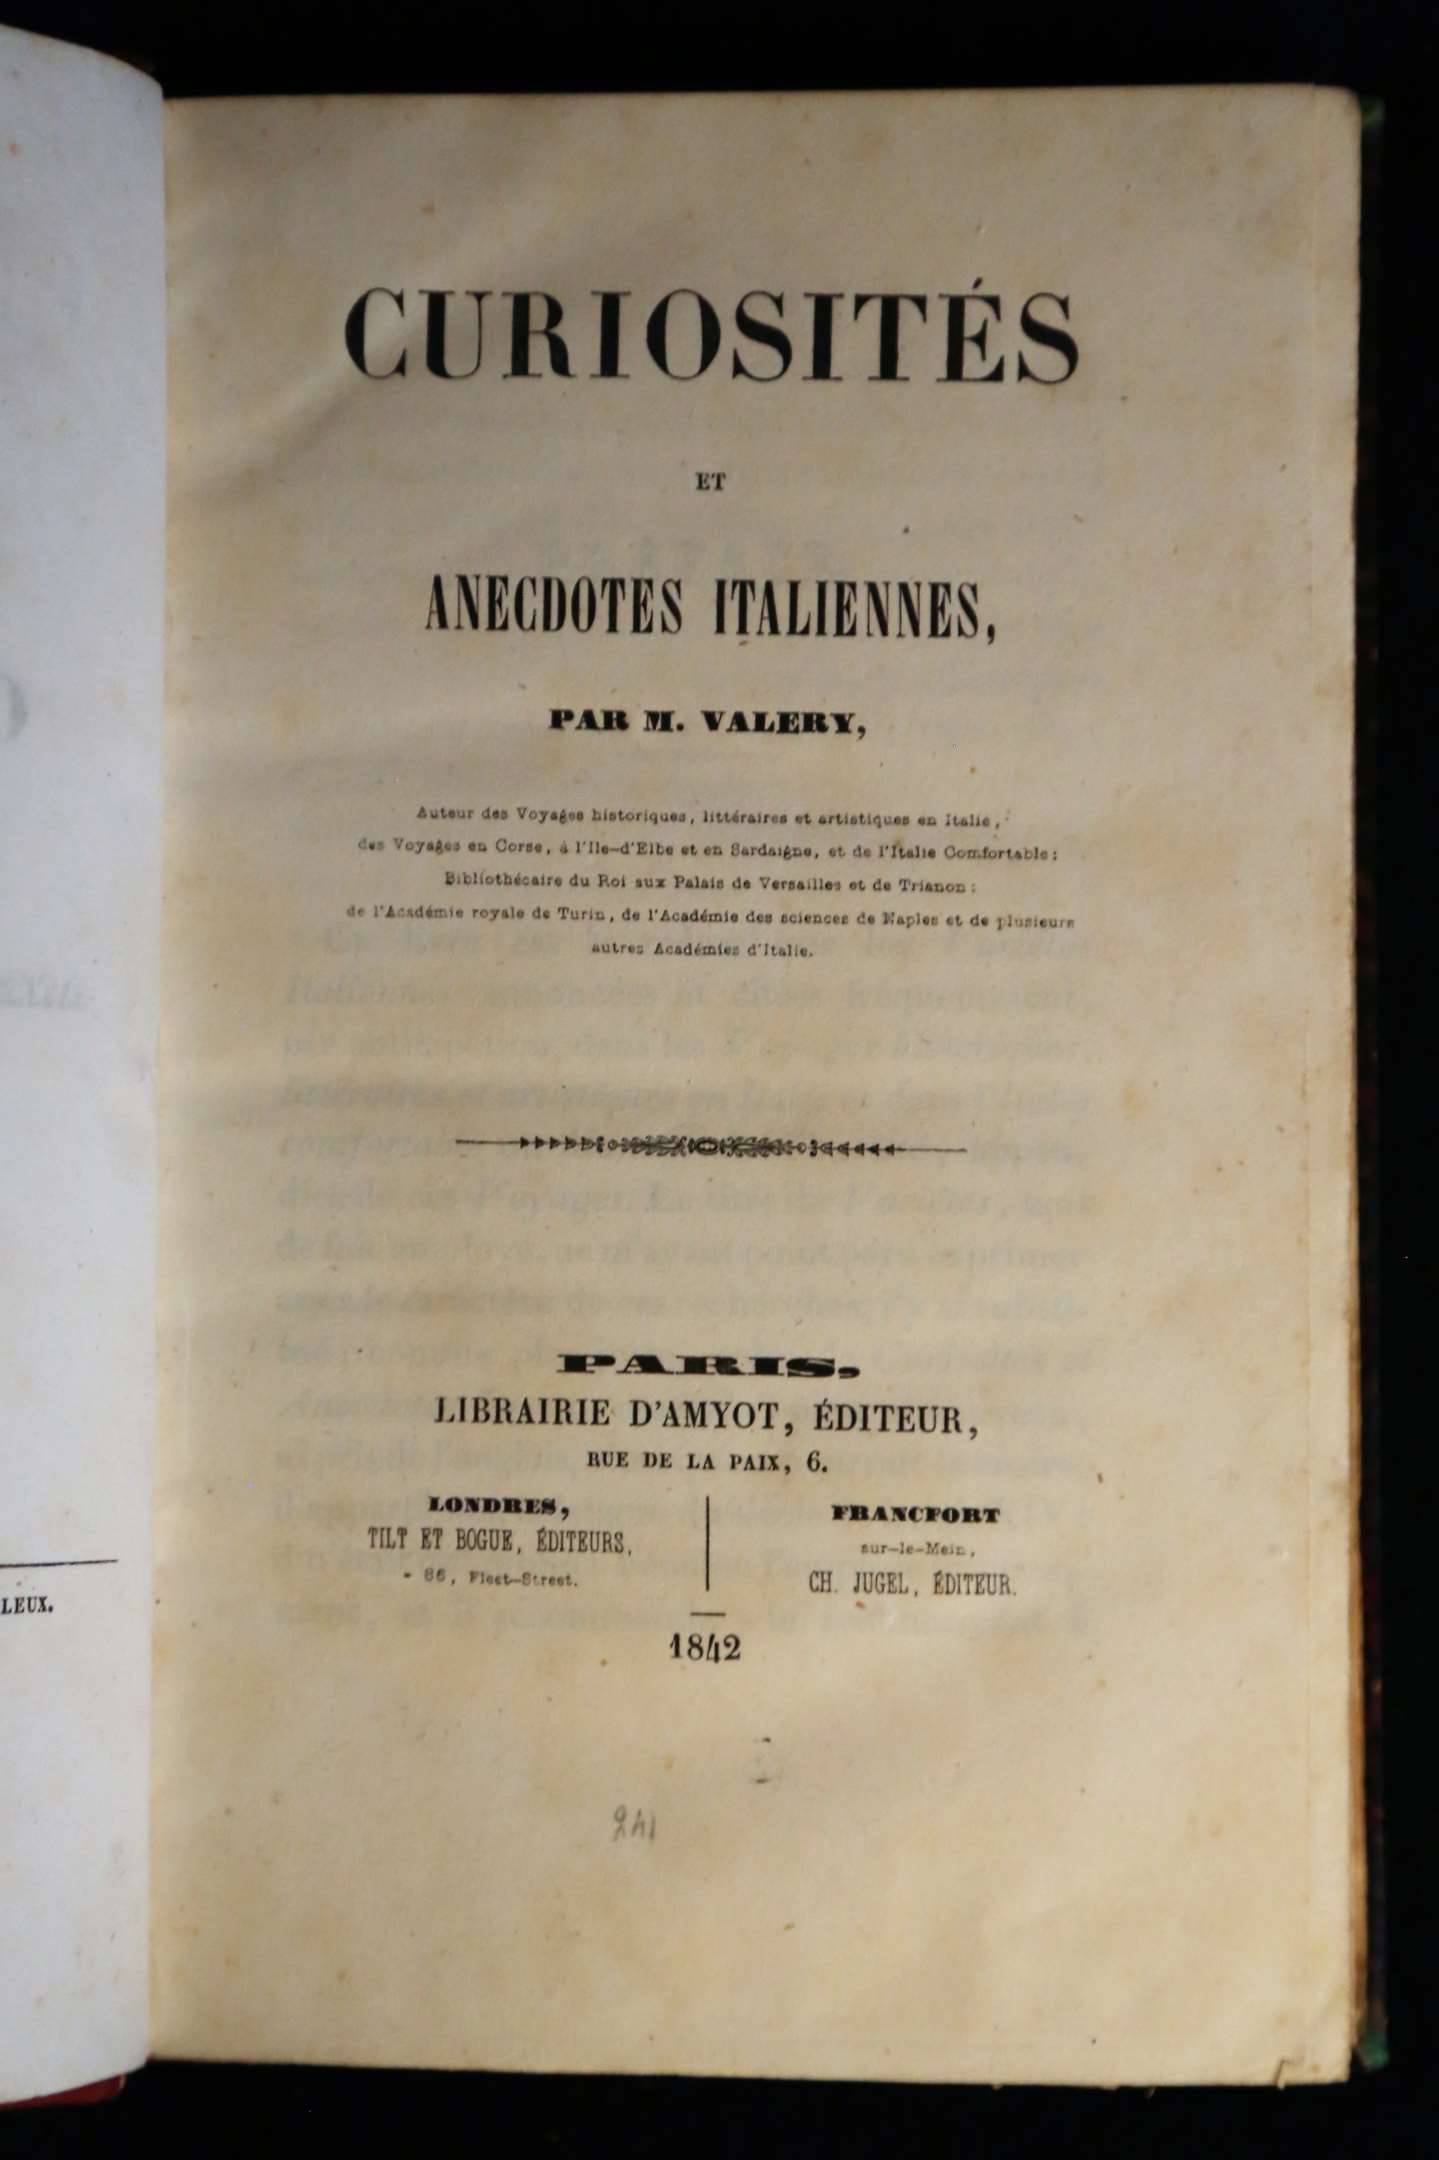 CURIOSITÉS
ET
ANECDOTES ITALIENNES,
PAR M. VALERY,
Auteur des Voyages historiques, littéraires et artistiques en Italie,
des Voyages en Corse, à l'Ile-d'Elbe et en Sardaigne, et de l'Italie Comfortable;
Bibliothécaire du Roi aux Palais de Versailles et de Trianon;
de l'Académie royale de Turin, de l'Académie des sciences de Naples et de plusieurs
autres Académies d'Italie.
PARIS,
LIBRAIRIE D'AMYOT, ÉDITEUR,
RUE DE LA PAIX, 6.
LONDRES,
TILT ET BOGUE, ÉDITEURS,
86, Fleet-Street.
FRANCFORT
sur-le-Mein,
CH. JUGEL, ÉDITEUR.
1842
241
LEUX.